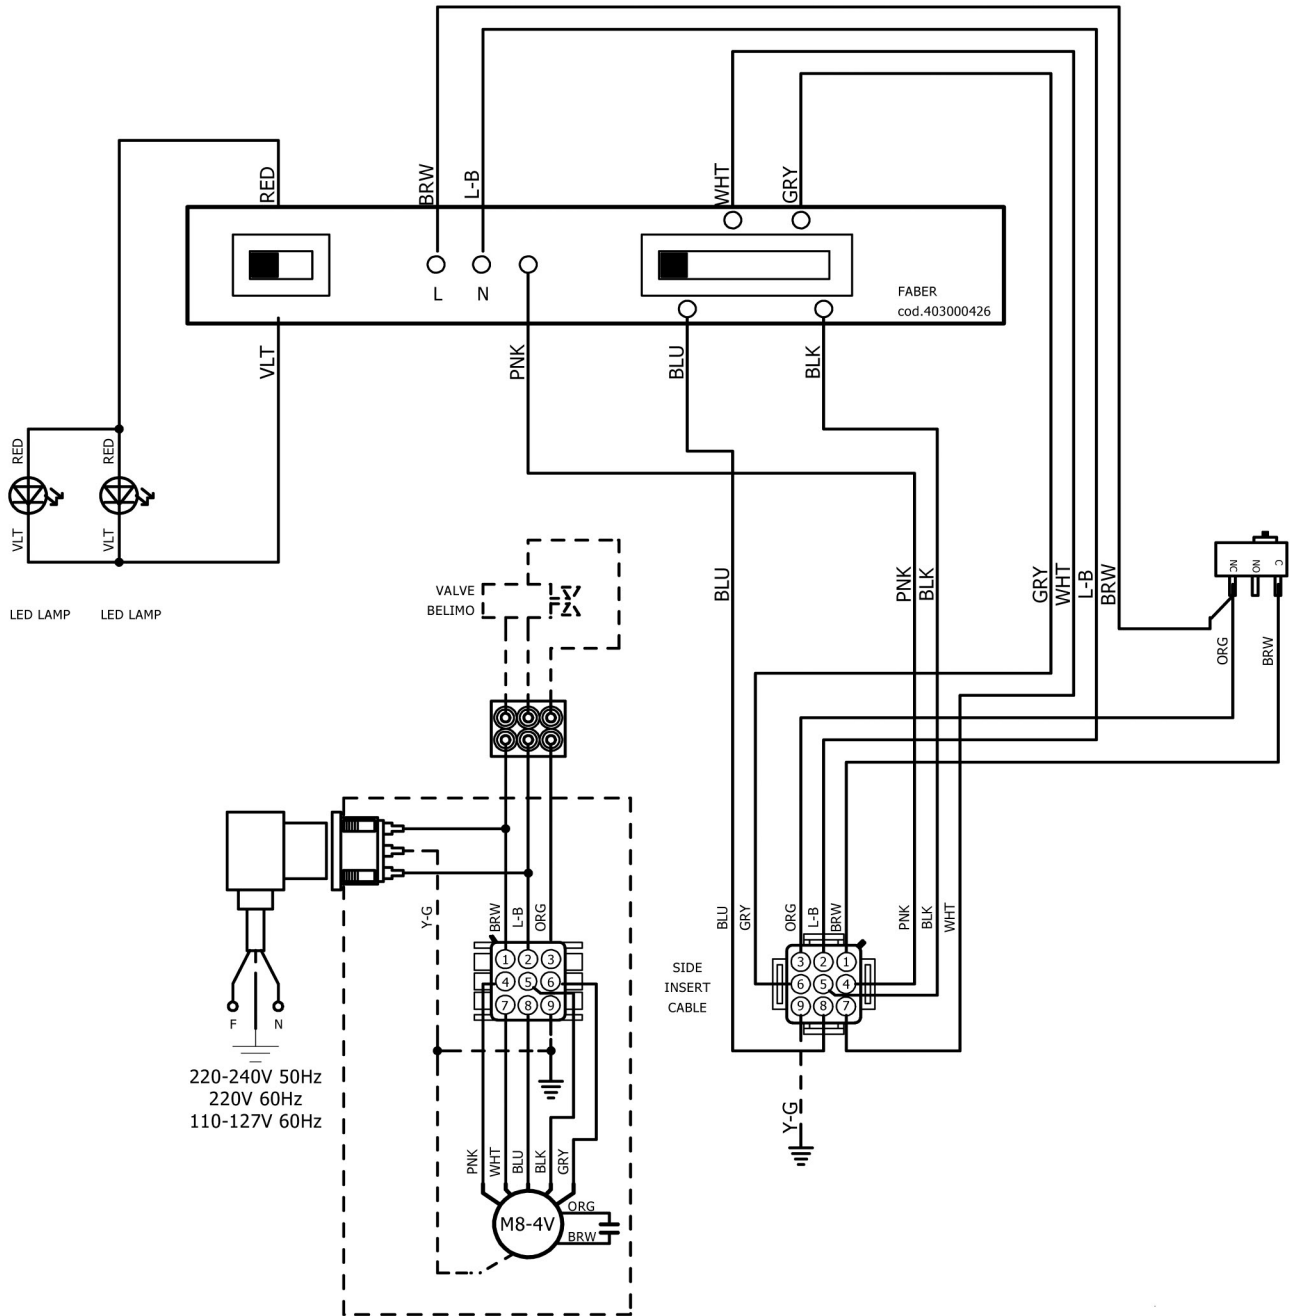 RED
BRW
L-B
WHT
GRY
L
N
FABER
cod.403000426
VLT
PNK
BLU
BLK
RED
RED
VLT
VLT
LED LAMP
LED LAMP
VALVE
BELIMO
BLU
PNK
BLK
GRY
WHT
L-B
BRW
NC
NO
C
ORG
BRW
Y-G
BRW
L-B
ORG
BLU
GRY
ORG
L-B
BRW
PNK
BLK
WHT
1 2 3
4 5 6
7 8 9
SIDE
INSERT
CABLE
3 2 1
6 5 4
9 8 7
F
N
220-240V 50Hz
220V 60Hz
110-127V 60Hz
Y-G
PNK
WHT
BLU
BLK
GRY
M8-4V
ORG
BRW